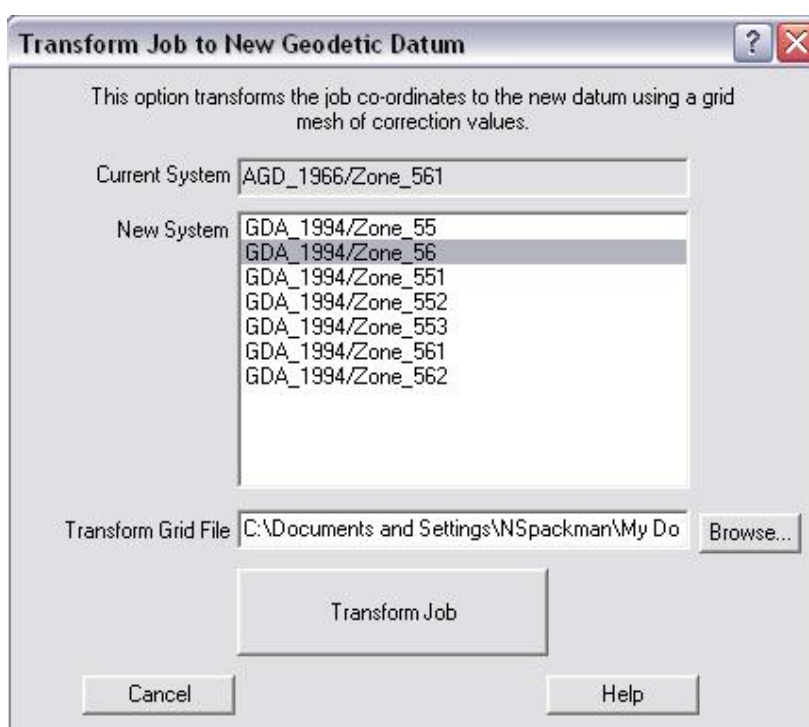 Transform Job to New Geodetic Datum
?
This option transforms the job co-ordinates to the new datum using a grid
mesh of correction values.
Current System AGD_1966/Zone_561
New System GDA_1994/Zone_55
GDA_1994/Zone_56
GDA_1994/Zone_551
GDA_1994/Zone_552
GDA_1994/Zone_553
GDA_1994/Zone_561
GDA_1994/Zone_562
Transform Grid File C:\Documents and Settings\NSpackman\My Do Browse...
Transform Job
Cancel Help